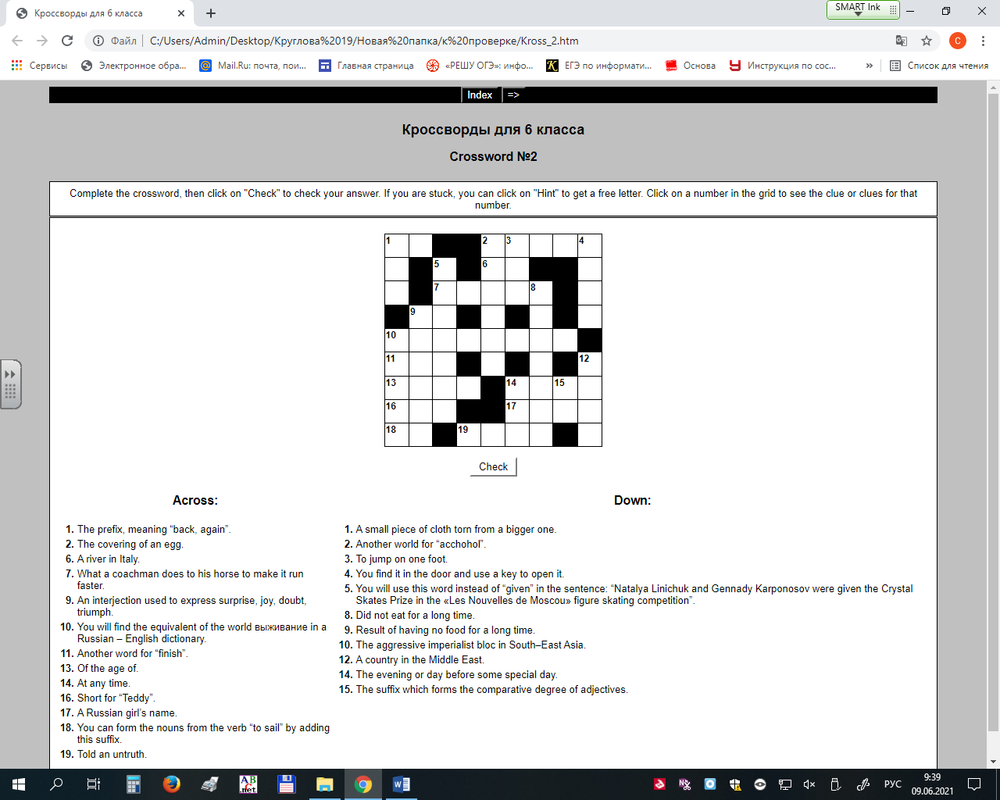 Кроссворды для 6 класса
SMART Ink
Файл
C:/Users/Admin/Desktop/Круглова%2019/Новая%20папка/к%20проверке/Kross_2.htm
C
Сервисы
Электронное обра...
Mail.Ru: почта, пои...
Главная страница
«РЕШУ ОГЭ»: инфо...
ЕГЭ по информати...
Основа
Инструкция по сос...
»
Список для чтения
Index
=>
Кроссворды для 6 класса
Crossword №2
Complete the crossword, then click on "Check" to check your answer. If you are stuck, you can click on "Hint" to get a free letter. Click on a number in the grid to see the clue or clues for that
number.
1 2 3 4
5 6
7 8
9
10
11 12
13 14 15
16 17
18 19
Check
Across:
1. The prefix, meaning “back, again”.
2. The covering of an egg.
6. A river in Italy.
7. What a coachman does to his horse to make it run
faster.
9. An interjection used to express surprise, joy, doubt,
triumph.
10. You will find the equivalent of the world выживание in a
Russian – English dictionary.
11. Another word for “finish”.
13. Of the age of.
14. At any time.
16. Short for “Teddy”.
17. A Russian girl’s name.
18. You can form the nouns from the verb “to sail” by adding
this suffix.
19. Told an untruth.
Down:
1. A small piece of cloth torn from a bigger one.
2. Another world for “acchohol”.
3. To jump on one foot.
4. You find it in the door and use a key to open it.
5. You will use this word instead of “given” in the sentence: “Natalya Linichuk and Gennady Karponosov were given the Crystal
Skates Prize in the «Les Nouvelles de Moscou» figure skating competition”.
8. Did not eat for a long time.
9. Result of having no food for a long time.
10. The aggressive imperialist bloc in South–East Asia.
12. A country in the Middle East.
14. The evening or day before some special day.
15. The suffix which forms the comparative degree of adjectives.
РУС
9:39
09.06.2021